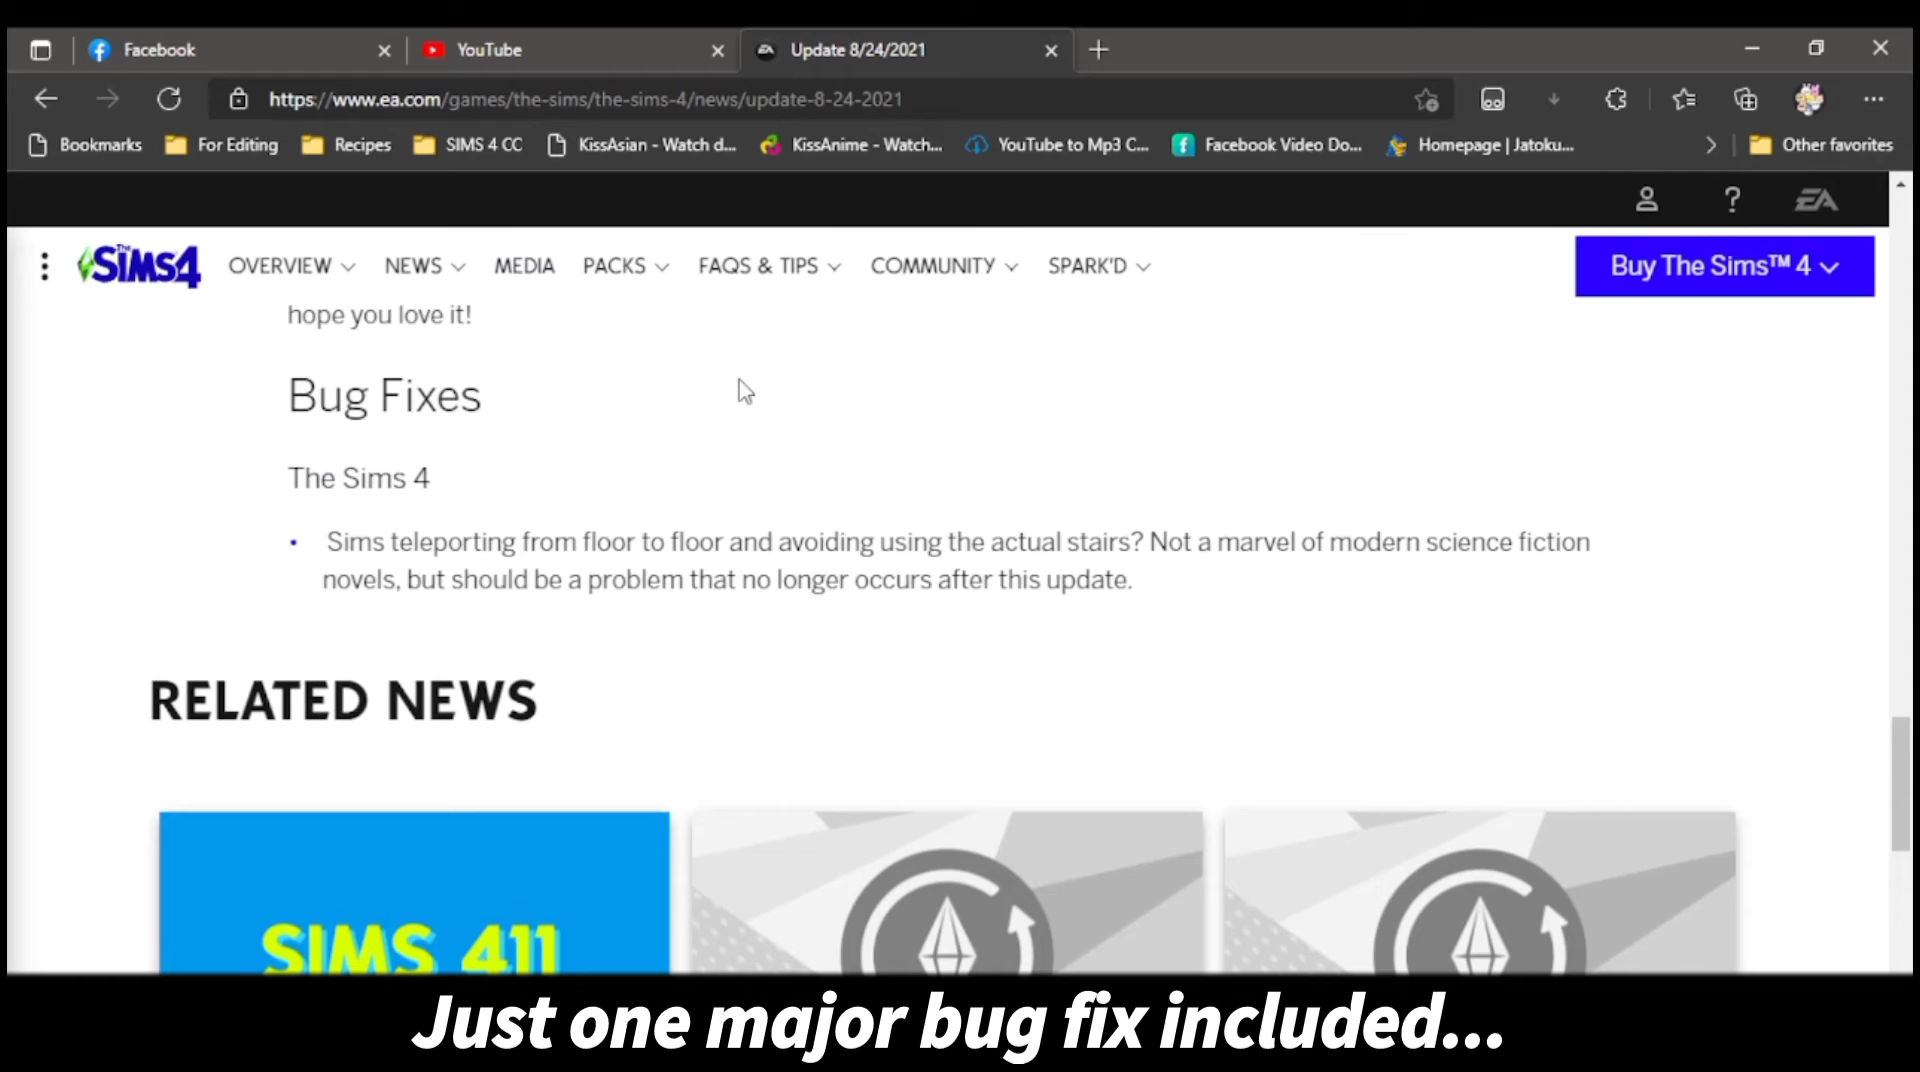 Facebook
YouTube
Update 8/24/2021
https://www.ea.com/games/the-sims/the-sims-4/news/update-8-24-2021
Bookmarks
For Editing
Recipes
SIMS 4 CC
KissAsian - Watch d...
KissAnime - Watch...
YouTube to Mp3 C...
Facebook Video Do...
Homepage | Jatoku...
Other favorites
EA
The Sims 4
OVERVIEW
NEWS
MEDIA
PACKS
FAQS & TIPS
COMMUNITY
SPARK'D
Buy The Sims™ 4
hope you love it!
Bug Fixes
The Sims 4
• Sims teleporting from floor to floor and avoiding using the actual stairs? Not a marvel of modern science fiction
novels, but should be a problem that no longer occurs after this update.
RELATED NEWS
SIMS 411
Just one major bug fix included...